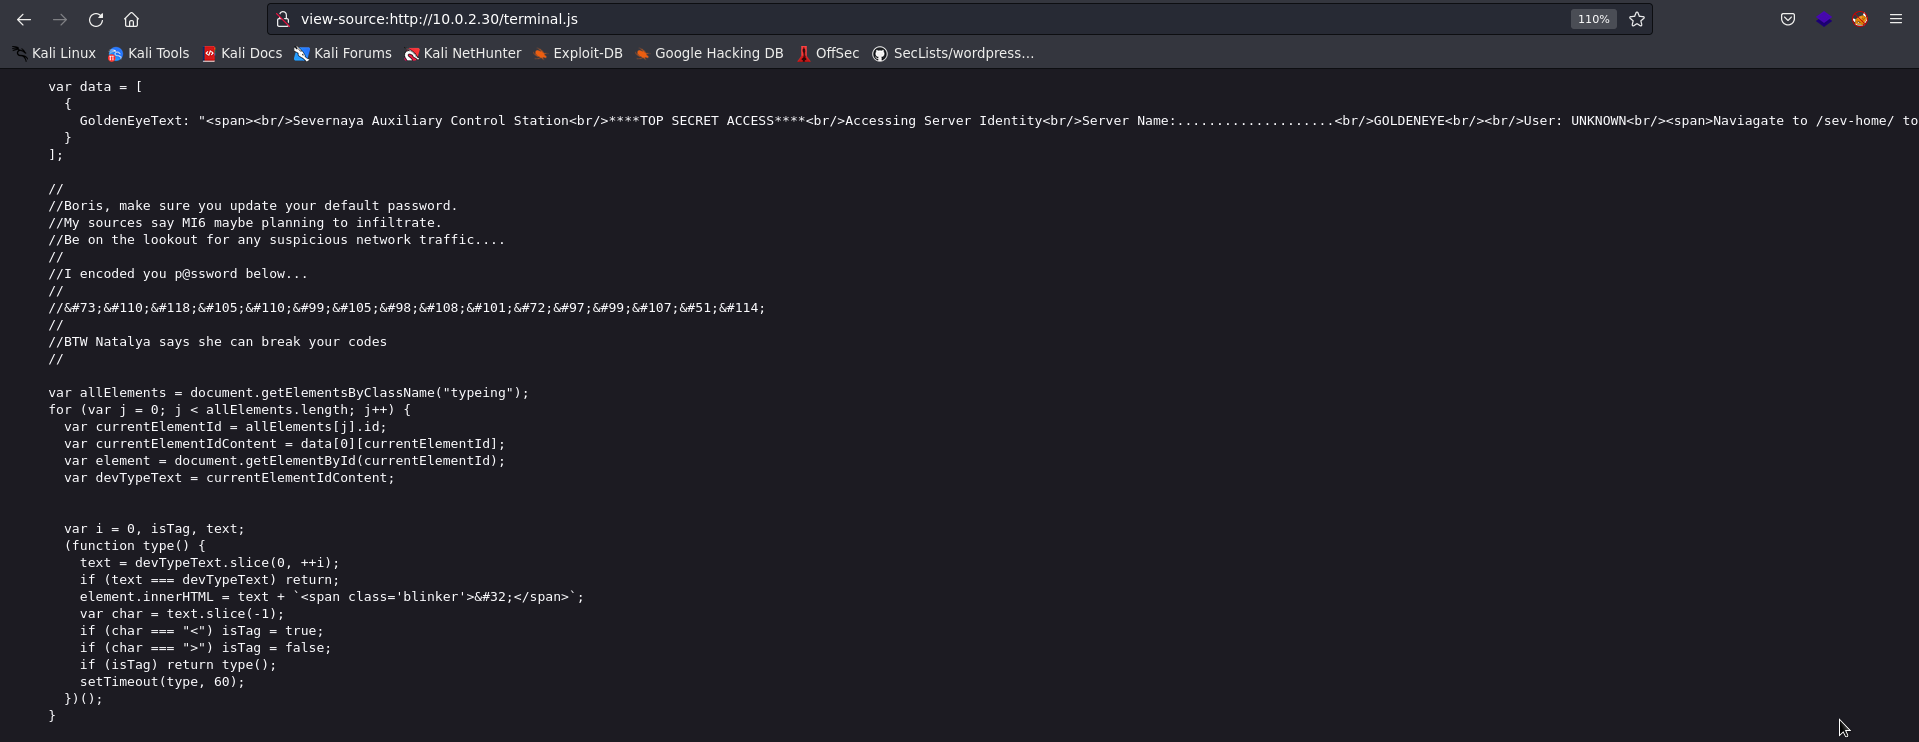 view-source:http://10.0.2.30/terminal.js
110%
Kali Linux Kali Tools Kali Docs Kali Forums Kali NetHunter Exploit-DB Google Hacking DB OffSec SecLists/wordpress…
var data = [
  {
    GoldenEyeText: "<span><br/>Severnaya Auxiliary Control Station<br/>****TOP SECRET ACCESS****<br/>Accessing Server Identity<br/>Server Name:....................<br/>GOLDENEYE<br/><br/>User: UNKNOWN<br/><span>Naviagate to /sev-home/ to
  }
];
//
//Boris, make sure you update your default password.
//My sources say MI6 maybe planning to infiltrate.
//Be on the lookout for any suspicious network traffic....
//
//I encoded you p@ssword below...
//
//&#73;&#110;&#118;&#105;&#110;&#99;&#105;&#98;&#108;&#101;&#72;&#97;&#99;&#107;&#51;&#114;
//
//BTW Natalya says she can break your codes
//
var allElements = document.getElementsByClassName("typeing");
for (var j = 0; j < allElements.length; j++) {
  var currentElementId = allElements[j].id;
  var currentElementIdContent = data[0][currentElementId];
  var element = document.getElementById(currentElementId);
  var devTypeText = currentElementIdContent;
  var i = 0, isTag, text;
  (function type() {
    text = devTypeText.slice(0, ++i);
    if (text === devTypeText) return;
    element.innerHTML = text + `<span class='blinker'>&#32;</span>`;
    var char = text.slice(-1);
    if (char === "<") isTag = true;
    if (char === ">") isTag = false;
    if (isTag) return type();
    setTimeout(type, 60);
  })();
}